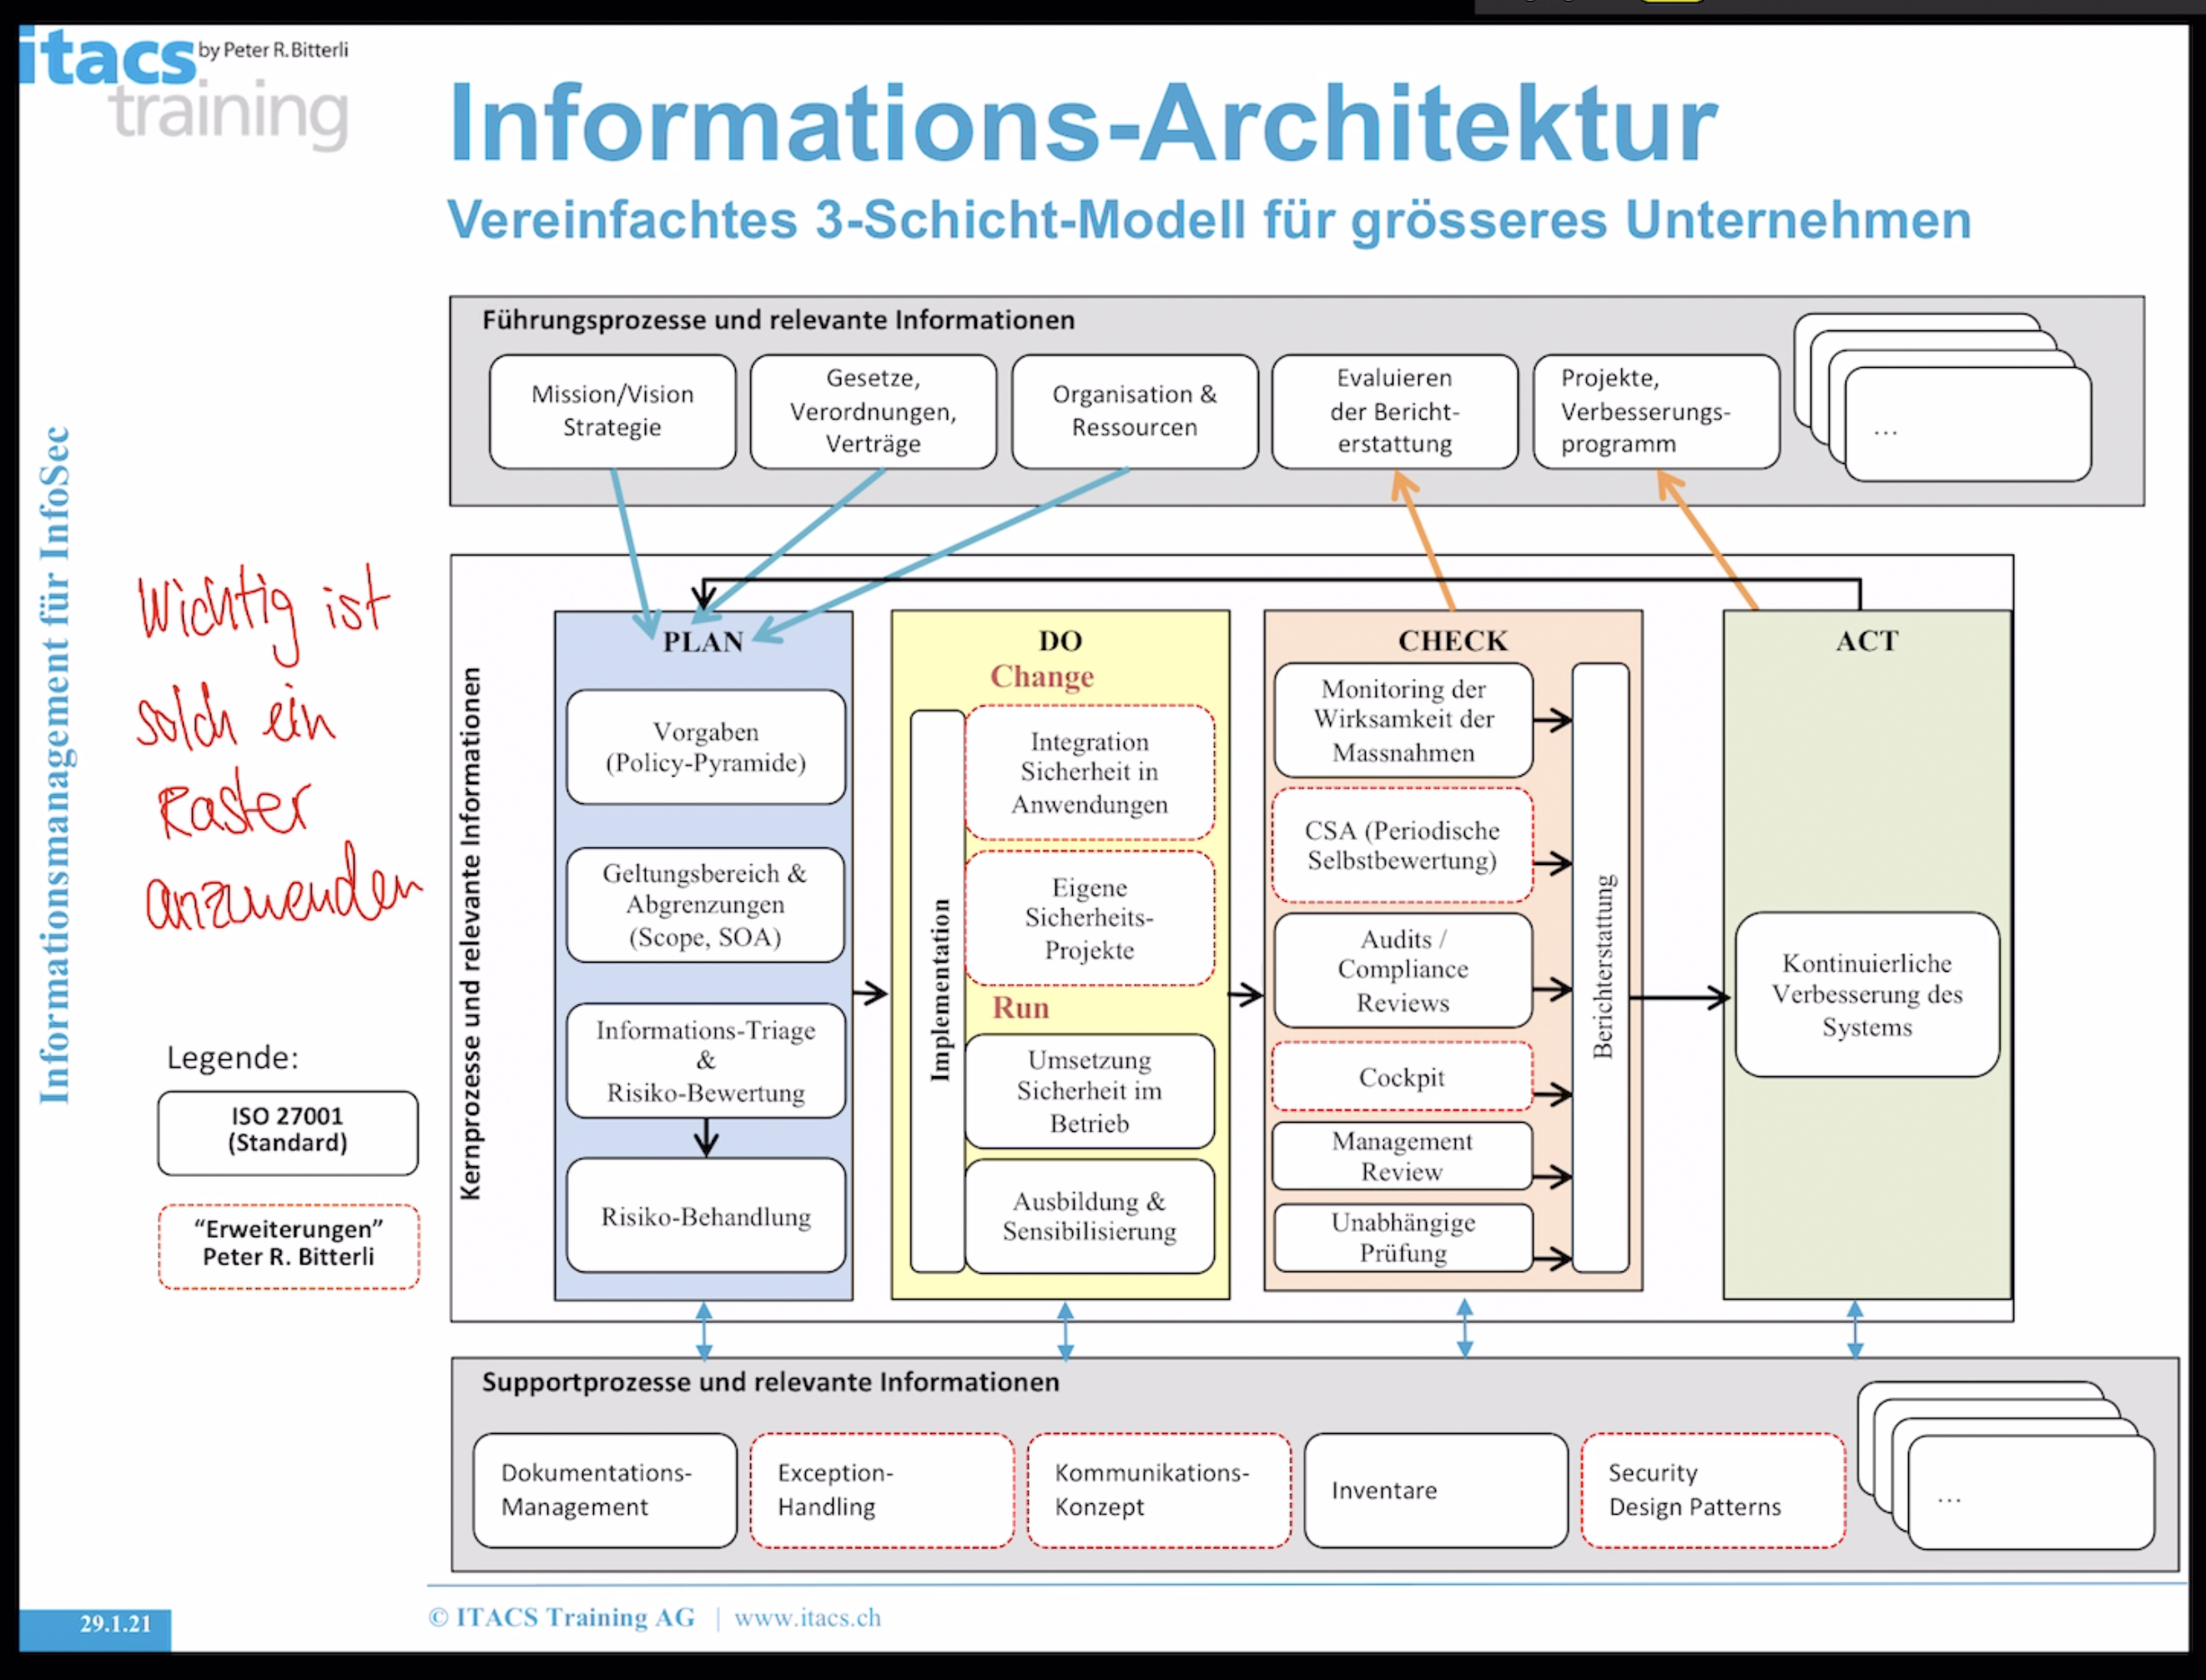 itacs by Peter R. Bitterli
training
Informations-Architektur
Vereinfachtes 3-Schicht-Modell für grösseres Unternehmen
Informationsmanagement für InfoSec
Wichtig ist
solch ein
Raster
anzuwenden
Legende:
ISO 27001
(Standard)
“Erweiterungen”
Peter R. Bitterli
Führungsprozesse und relevante Informationen
Mission/Vision
Strategie
Gesetze,
Verordnungen,
Verträge
Organisation &
Ressourcen
Evaluieren
der Bericht-
erstattung
Projekte,
Verbesserungs-
programm
...
Kernprozesse und relevante Informationen
PLAN
Vorgaben
(Policy-Pyramide)
Geltungsbereich &
Abgrenzungen
(Scope, SOA)
Informations-Triage
&
Risiko-Bewertung
Risiko-Behandlung
DO
Change
Implementation
Integration
Sicherheit in
Anwendungen
Eigene
Sicherheits-
Projekte
Run
Umsetzung
Sicherheit im
Betrieb
Ausbildung &
Sensibilisierung
CHECK
Monitoring der
Wirksamkeit der
Massnahmen
CSA (Periodische
Selbstbewertung)
Audits /
Compliance
Reviews
Cockpit
Management
Review
Unabhängige
Prüfung
Berichterstattung
ACT
Kontinuierliche
Verbesserung des
Systems
Supportprozesse und relevante Informationen
Dokumentations-
Management
Exception-
Handling
Kommunikations-
Konzept
Inventare
Security
Design Patterns
...
29.1.21
© ITACS Training AG | www.itacs.ch